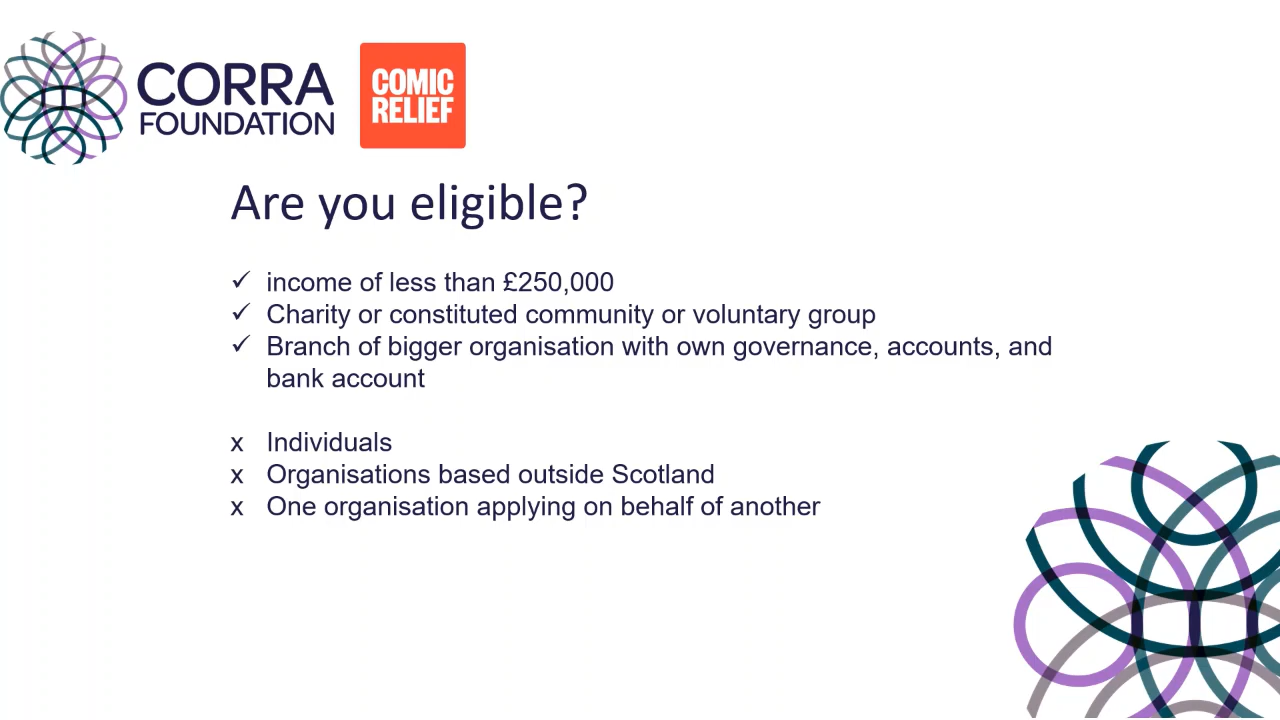 CORRA
FOUNDATION
COMIC
RELIEF
Are you eligible?
✓ income of less than £250,000
✓ Charity or constituted community or voluntary group
✓ Branch of bigger organisation with own governance, accounts, and
bank account
x Individuals
x Organisations based outside Scotland
x One organisation applying on behalf of another